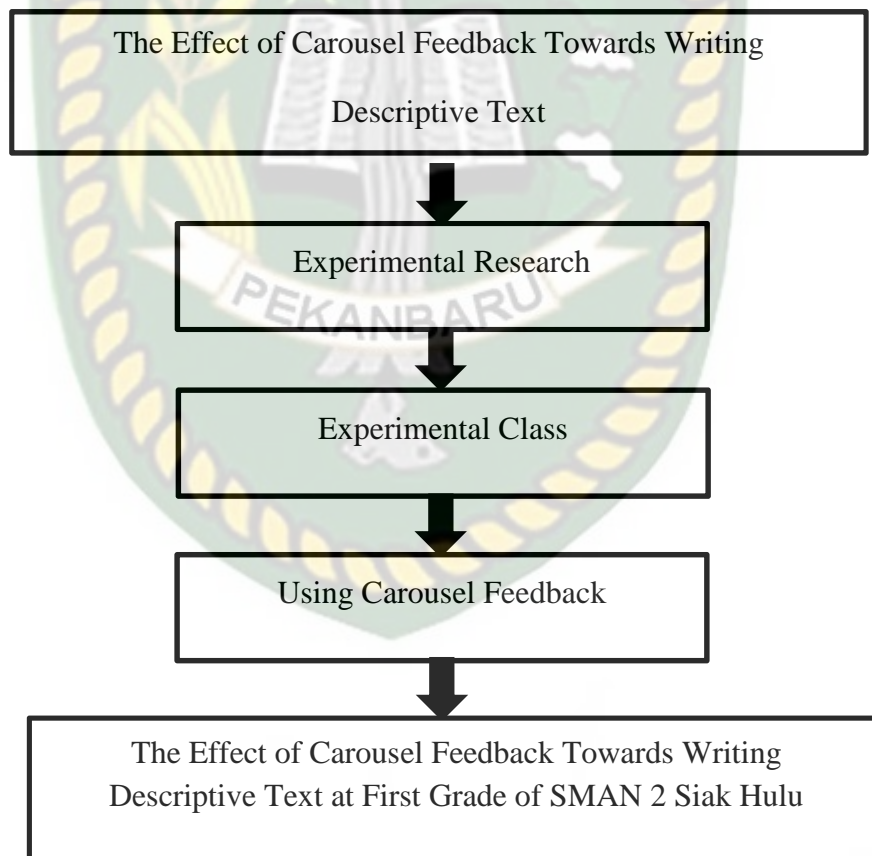 The Effect of Carousel Feedback Towards Writing
Descriptive Text
Experimental Research
PEKANBARU
Experimental Class
Using Carousel Feedback
The Effect of Carousel Feedback Towards Writing
Descriptive Text at First Grade of SMAN 2 Siak Hulu